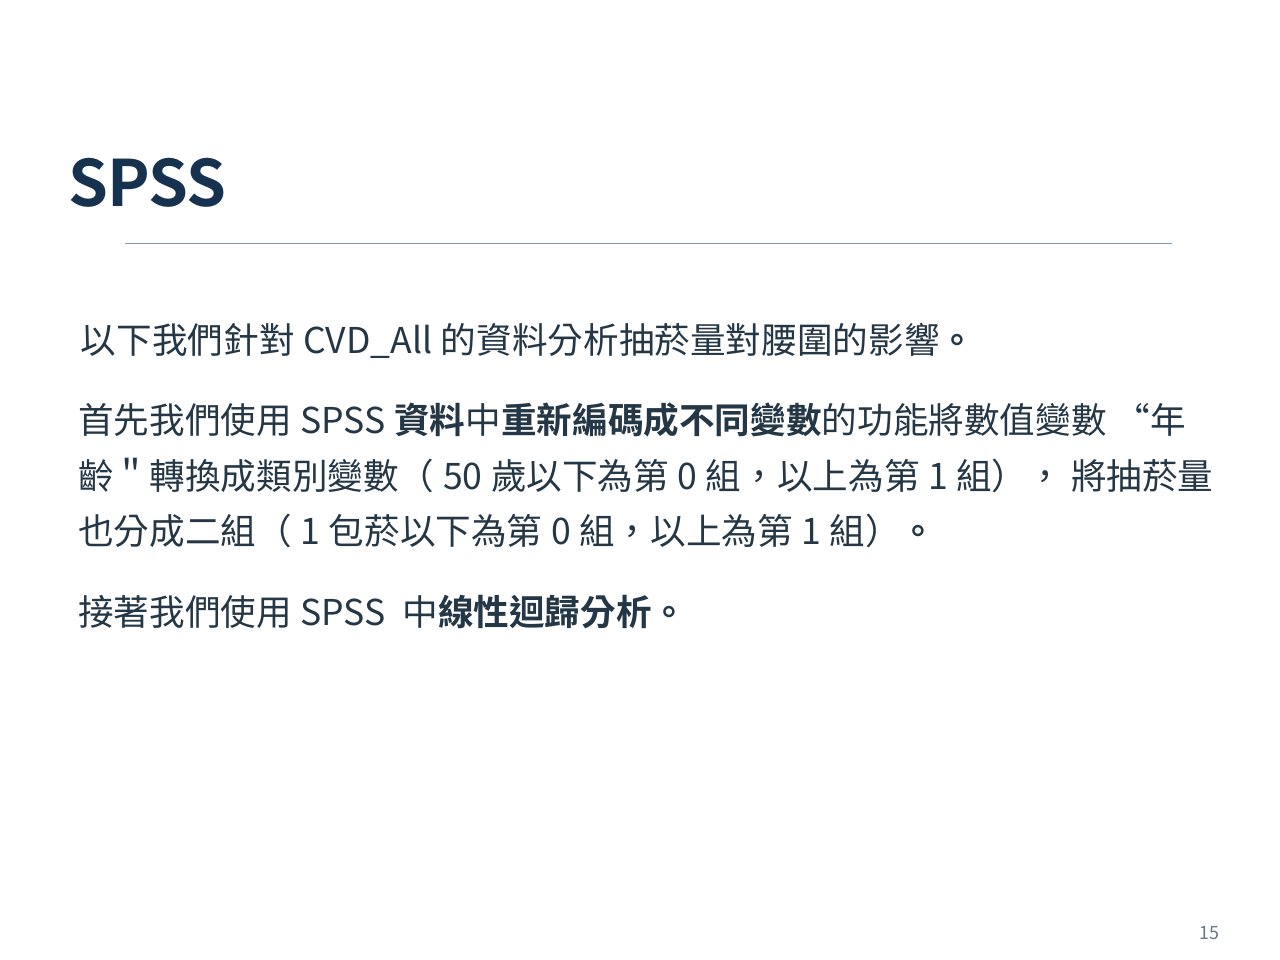 SPSS
以下我們針對 CVD_All 的資料分析抽菸量對腰圍的影響。
首先我們使用 SPSS 資料中重新編碼成不同變數的功能將數值變數 “年
齡 " 轉換成類別變數（ 50 歲以下為第 0 組，以上為第 1 組）， 將抽菸量
也分成二組（ 1 包菸以下為第 0 組，以上為第 1 組）。
接著我們使用 SPSS 中線性迴歸分析。
15